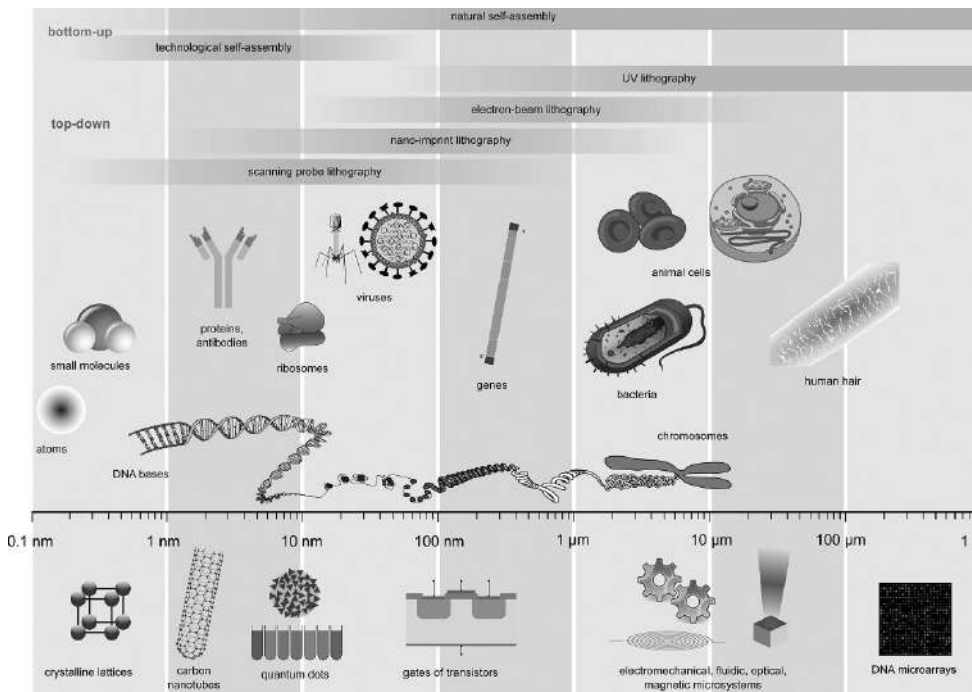 natural self-assembly
bottom-up
technological self-assembly
UV lithography
electron-beam lithography
top-down
nano-imprint lithography
scanning probe lithography
viruses
animal cells
proteins,
antibodies
small molecules
ribosomes
genes
bacteria
human hair
atoms
DNA bases
chromosomes
0.1 nm
1 nm
10 nm
100 nm
1 µm
10 µm
100 µm
1
crystalline lattices
carbon
nanotubes
quantum dots
gates of transistors
electromechanical, fluidic, optical,
magnetic microsystems
DNA microarrays